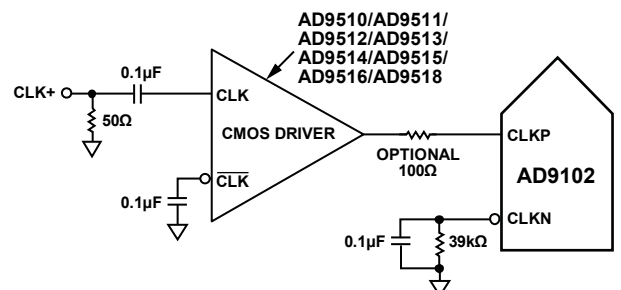 AD9510/AD9511/
AD9512/AD9513/
AD9514/AD9515/
AD9516/AD9518
0.1µF
CLK+
CLK
50Ω
CMOS DRIVER
CLKP
OPTIONAL
100Ω
AD9102
CLK
0.1µF
CLKN
0.1µF
39kΩ